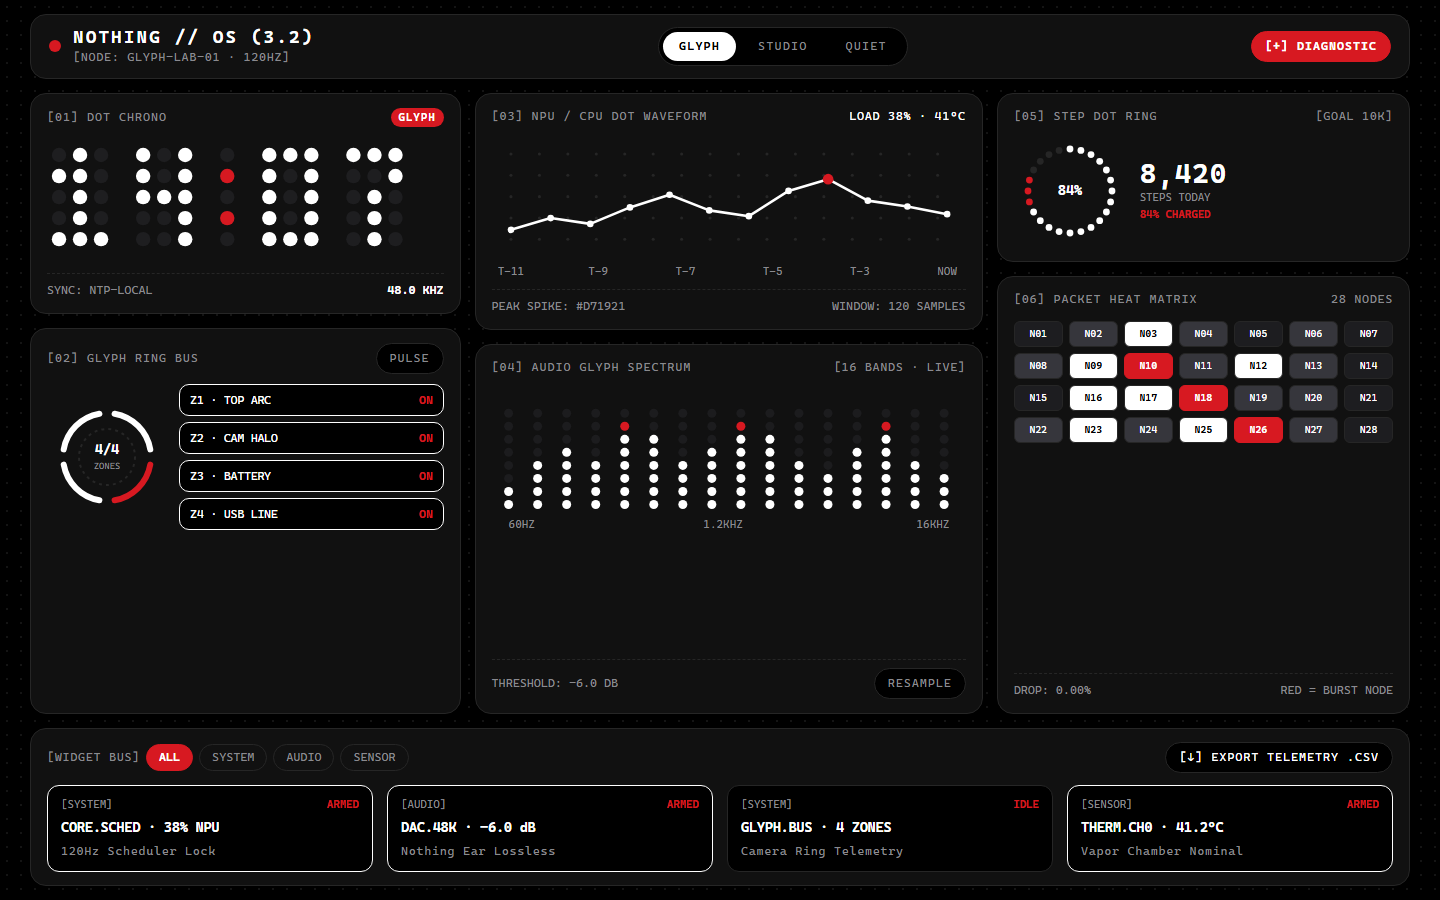 NOTHING // OS (3.2)
[NODE: GLYPH-LAB-01 · 120HZ]
GLYPH
STUDIO
QUIET
[+] DIAGNOSTIC
[01] DOT CHRONO
GLYPH
14:07
SYNC: NTP-LOCAL
48.0 KHZ
[02] GLYPH RING BUS
PULSE
4/4
ZONES
Z1 · TOP ARC ON
Z2 · CAM HALO ON
Z3 · BATTERY ON
Z4 · USB LINE ON
[03] NPU / CPU DOT WAVEFORM
LOAD 38% · 41°C
T-11 T-9 T-7 T-5 T-3 NOW
PEAK SPIKE: #D71921
WINDOW: 120 SAMPLES
[04] AUDIO GLYPH SPECTRUM
[16 BANDS · LIVE]
60HZ 1.2KHZ 16KHZ
THRESHOLD: -6.0 DB
RESAMPLE
[05] STEP DOT RING
[GOAL 10K]
84%
8,420
STEPS TODAY
84% CHARGED
[06] PACKET HEAT MATRIX
28 NODES
N01 N02 N03 N04 N05 N06 N07
N08 N09 N10 N11 N12 N13 N14
N15 N16 N17 N18 N19 N20 N21
N22 N23 N24 N25 N26 N27 N28
DROP: 0.00%
RED = BURST NODE
[WIDGET BUS]
ALL
SYSTEM
AUDIO
SENSOR
[↓] EXPORT TELEMETRY .CSV
[SYSTEM] ARMED
CORE.SCHED · 38% NPU
120Hz Scheduler Lock
[AUDIO] ARMED
DAC.48K · -6.0 dB
Nothing Ear Lossless
[SYSTEM] IDLE
GLYPH.BUS · 4 ZONES
Camera Ring Telemetry
[SENSOR] ARMED
THERM.CH0 · 41.2°C
Vapor Chamber Nominal